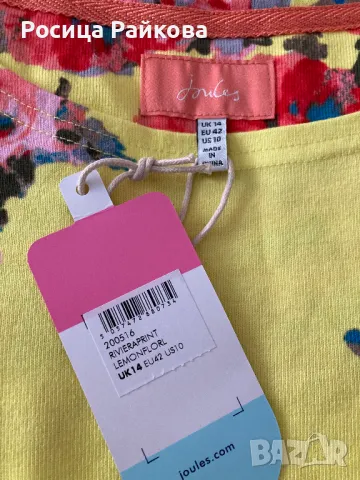 Росица Райкова
Joules
UK 14
EU 42
US 10
MADE
IN
CHINA
200516
RIVIERAPRINT
LEMONFLORL
UK14 EU42 US10
joules.com
BAZAR